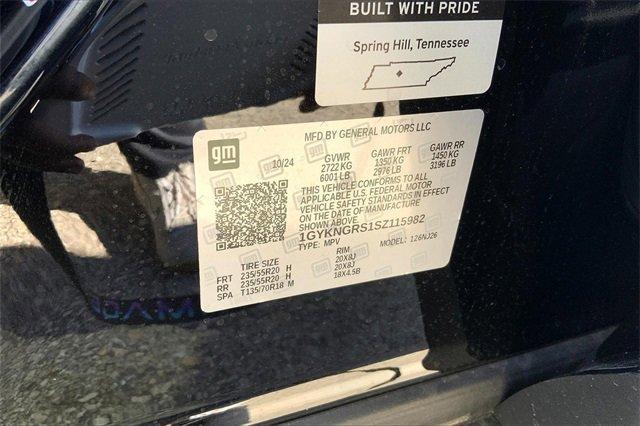 BUILT WITH PRIDE
Spring Hill, Tennessee
MFD BY GENERAL MOTORS LLC
gm
10/24
GVWR GAWR FRT GAWR RR
2722 KG 1350 KG 1450 KG
6001 LB 2976 LB 3196 LB
THIS VEHICLE CONFORMS TO ALL
APPLICABLE U.S. FEDERAL MOTOR
VEHICLE SAFETY STANDARDS IN EFFECT
ON THE DATE OF MANUFACTURE
SHOWN ABOVE.
1GYKNGRS1SZ115982
TYPE: MPV MODEL: 126NJ26
TIRE SIZE RIM
FRT 235/55R20 H 20X8J
RR 235/55R20 H 20X8J
SPA T135/70R18 M 18X4.5B